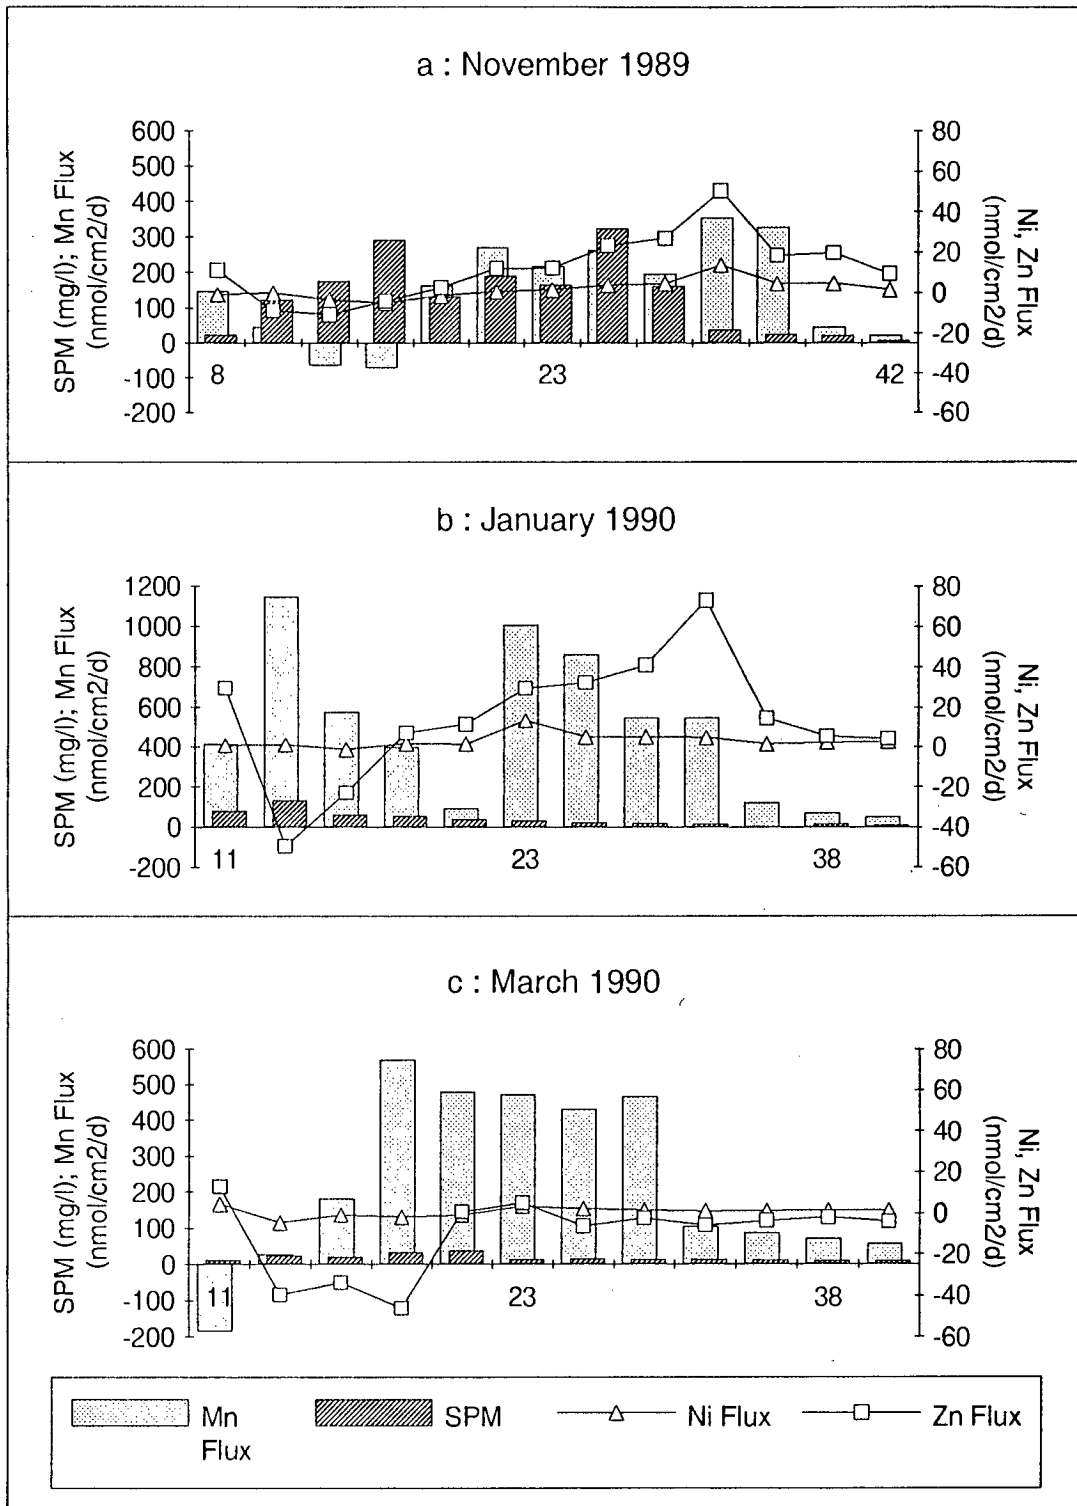 a : November 1989
SPM (mg/l); Mn Flux
(nmol/cm2/d)
600
500
400
300
200
100
0
-100
-200
8
23
42
80
60
40
20
0
-20
-40
-60
Ni, Zn Flux
(nmol/cm2/d)
b : January 1990
SPM (mg/l); Mn Flux
(nmol/cm2/d)
1200
1000
800
600
400
200
0
-200
11
23
38
80
60
40
20
0
-20
-40
-60
Ni, Zn Flux
(nmol/cm2/d)
c : March 1990
SPM (mg/l); Mn Flux
(nmol/cm2/d)
600
500
400
300
200
100
0
-100
-200
11
23
38
80
60
40
20
0
-20
-40
-60
Ni, Zn Flux
(nmol/cm2/d)
Mn
Flux
SPM
Ni Flux
Zn Flux